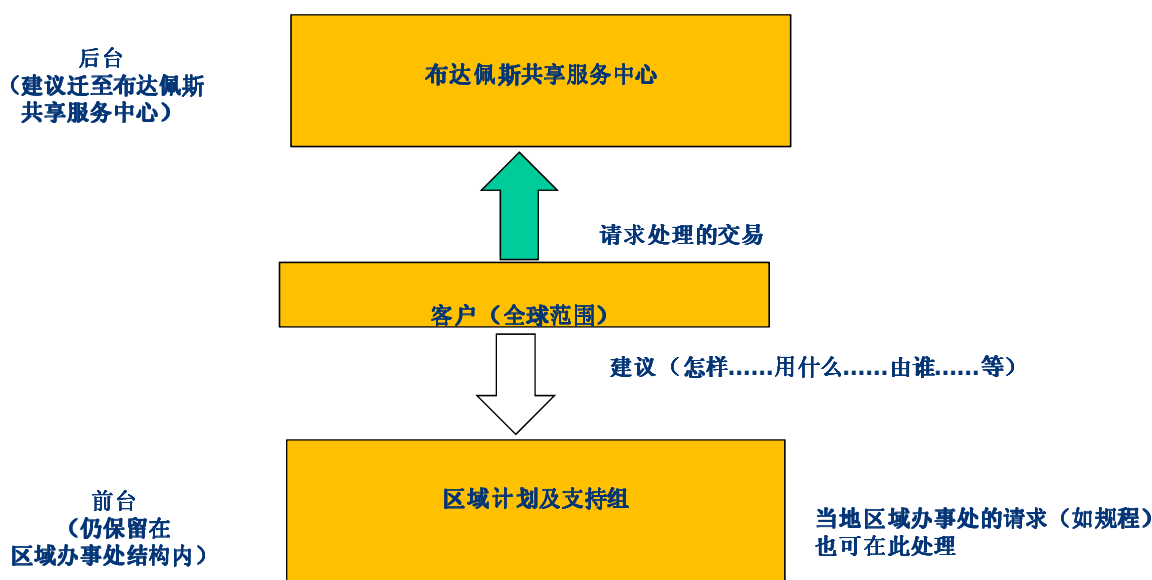 后台
（建议迁至布达佩斯
共享服务中心）
布达佩斯共享服务中心
请求处理的交易
客户（全球范围）
建议（怎样……用什么……由谁……等）
区域计划及支持组
前台
（仍保留在
区域办事处结构内）
当地区域办事处的请求（如规程）
也可在此处理